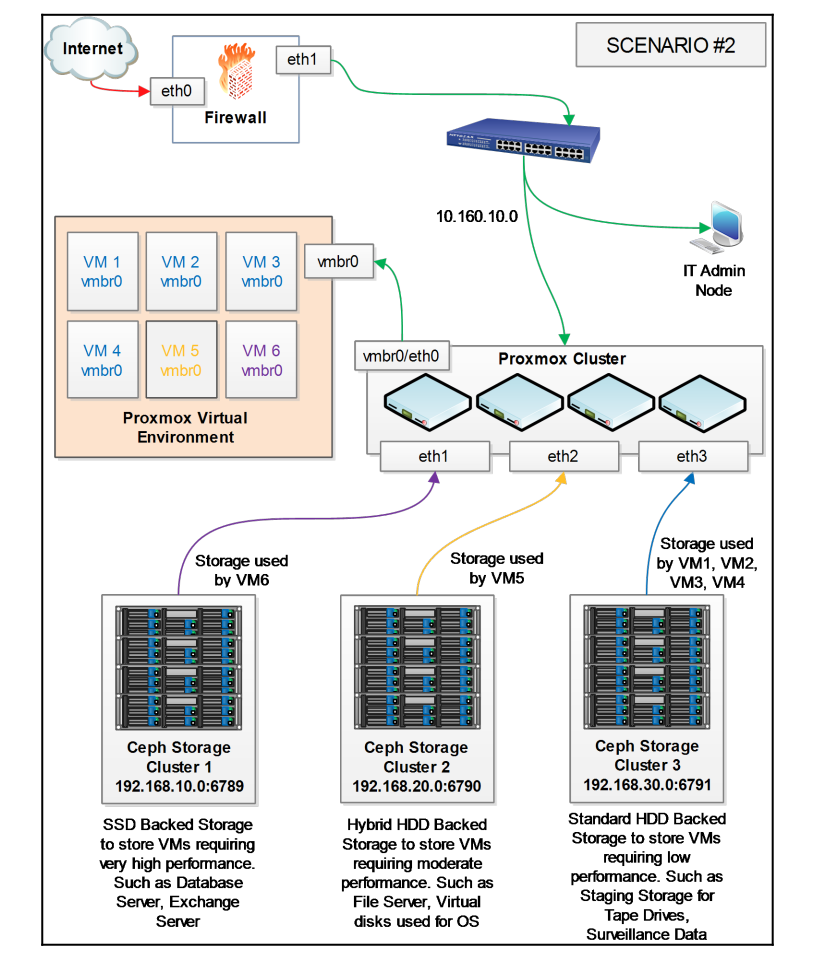 Internet
eth0
Firewall
eth1
SCENARIO #2
NETGEAR
10.160.10.0
IT Admin
Node
VM 1
vmbr0
VM 2
vmbr0
VM 3
vmbr0
vmbr0
VM 4
vmbr0
VM 5
vmbr0
VM 6
vmbr0
Proxmox Virtual
Environment
vmbr0/eth0
Proxmox Cluster
eth1
eth2
eth3
Storage used
by VM6
Storage used
by VM5
Storage used
by VM1, VM2,
VM3, VM4
Ceph Storage
Cluster 1
192.168.10.0:6789
Ceph Storage
Cluster 2
192.168.20.0:6790
Ceph Storage
Cluster 3
192.168.30.0:6791
SSD Backed Storage
to store VMs requiring
very high performance.
Such as Database
Server, Exchange
Server
Hybrid HDD Backed
Storage to store VMs
requiring moderate
performance. Such as
File Server, Virtual
disks used for OS
Standard HDD Backed
Storage to store VMs
requiring low
performance. Such as
Staging Storage for
Tape Drives,
Surveillance Data